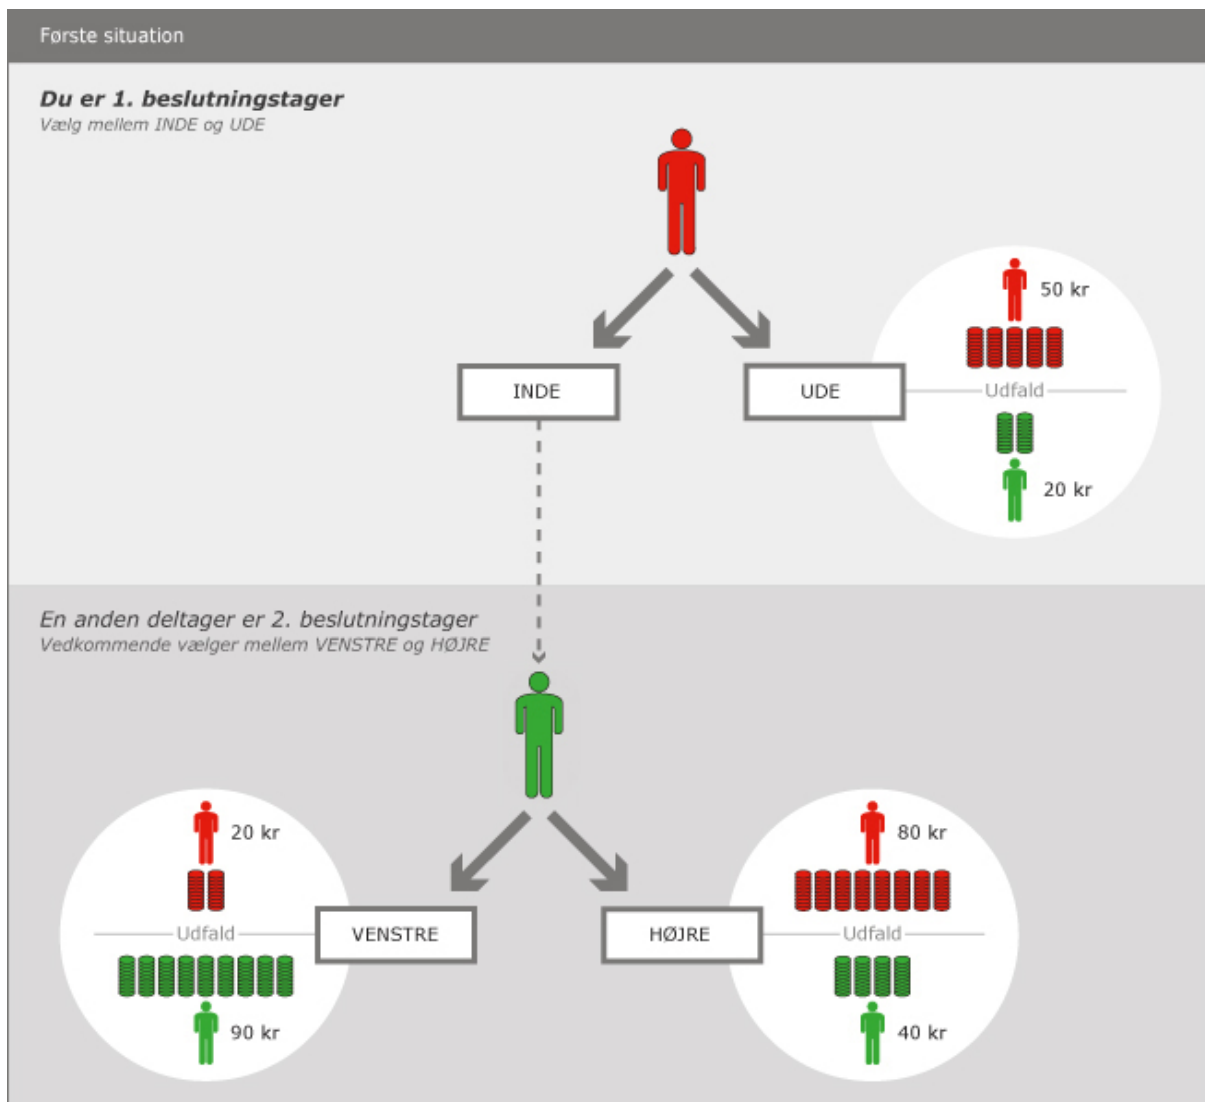 Første situation
Du er 1. beslutningstager
Vælg mellem INDE og UDE
50 kr
INDE
UDE
Udfald
20 kr
En anden deltager er 2. beslutningstager
Vedkommende vælger mellem VENSTRE og HØJRE
20 kr
80 kr
Udfald
VENSTRE
HØJRE
Udfald
90 kr
40 kr